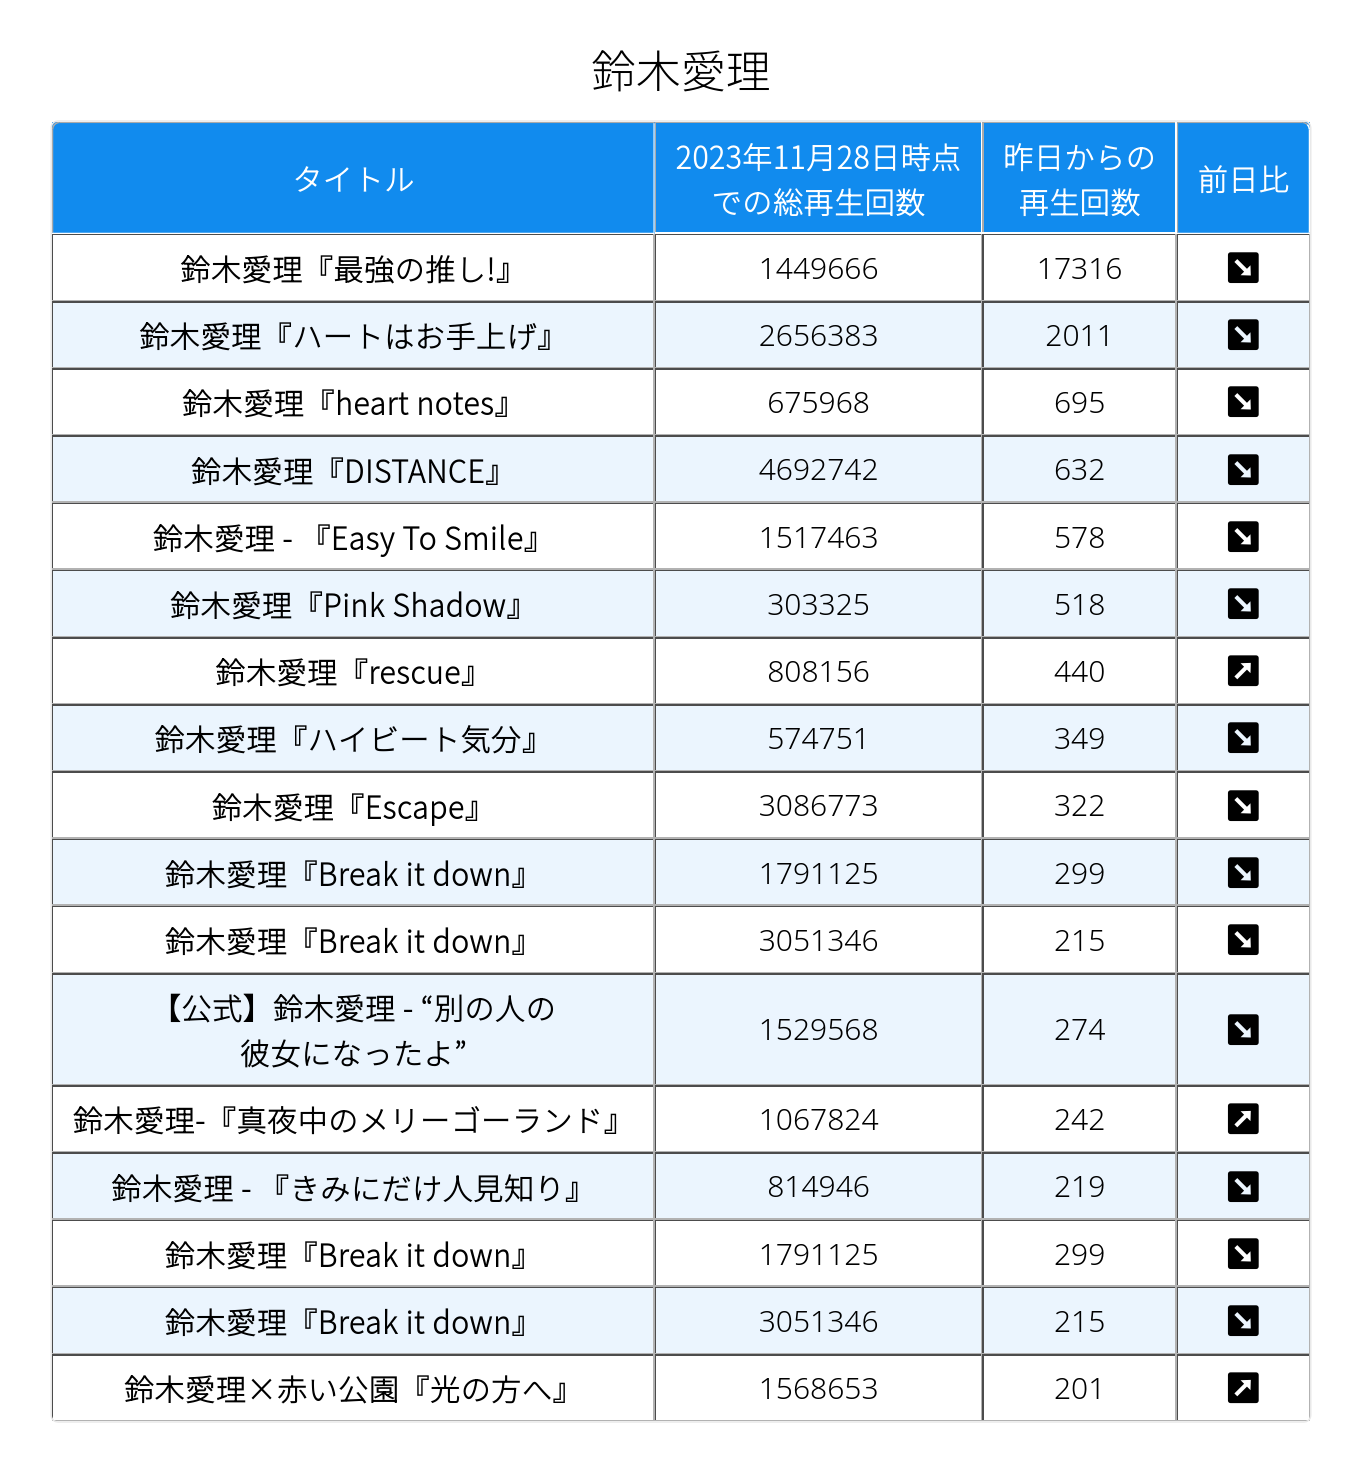 鈴木愛理
タイトル
2023年11月28日時点
での総再生回数
昨日からの
再生回数
前日比
鈴木愛理『最強の推し!』 1449666 17316 ↘
鈴木愛理『ハートはお手上げ』 2656383 2011 ↘
鈴木愛理『heart notes』 675968 695 ↘
鈴木愛理『DISTANCE』 4692742 632 ↘
鈴木愛理 - 『Easy To Smile』 1517463 578 ↘
鈴木愛理『Pink Shadow』 303325 518 ↘
鈴木愛理『rescue』 808156 440 ↗
鈴木愛理『ハイビート気分』 574751 349 ↘
鈴木愛理『Escape』 3086773 322 ↘
鈴木愛理『Break it down』 1791125 299 ↘
鈴木愛理『Break it down』 3051346 215 ↘
【公式】鈴木愛理 - “別の人の
彼女になったよ” 1529568 274 ↘
鈴木愛理-『真夜中のメリーゴーランド』 1067824 242 ↗
鈴木愛理 - 『きみにだけ人見知り』 814946 219 ↘
鈴木愛理『Break it down』 1791125 299 ↘
鈴木愛理『Break it down』 3051346 215 ↘
鈴木愛理×赤い公園『光の方へ』 1568653 201 ↗